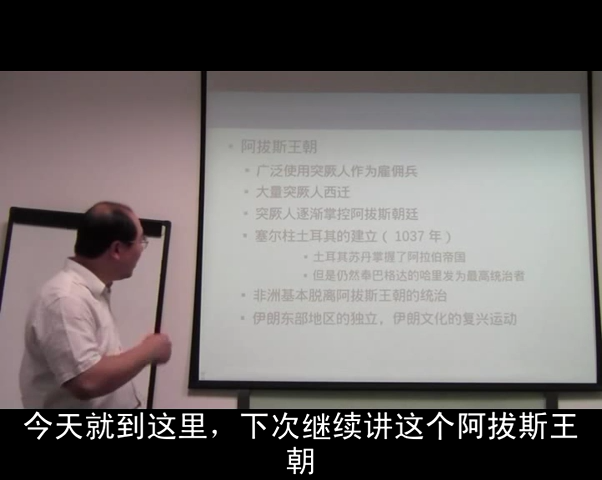 阿拔斯王朝
广泛使用突厥人作为雇佣兵
大量突厥人西迁
突厥人逐渐掌控阿拔斯朝廷
塞尔柱土耳其的建立（1037 年）
土耳其苏丹掌握了阿拉伯帝国
但是仍然奉巴格达的哈里发为最高统治者
非洲基本脱离阿拔斯王朝的统治
伊朗东部地区的独立，伊朗文化的复兴运动
今天就到这里，下次继续讲这个阿拔斯王
朝